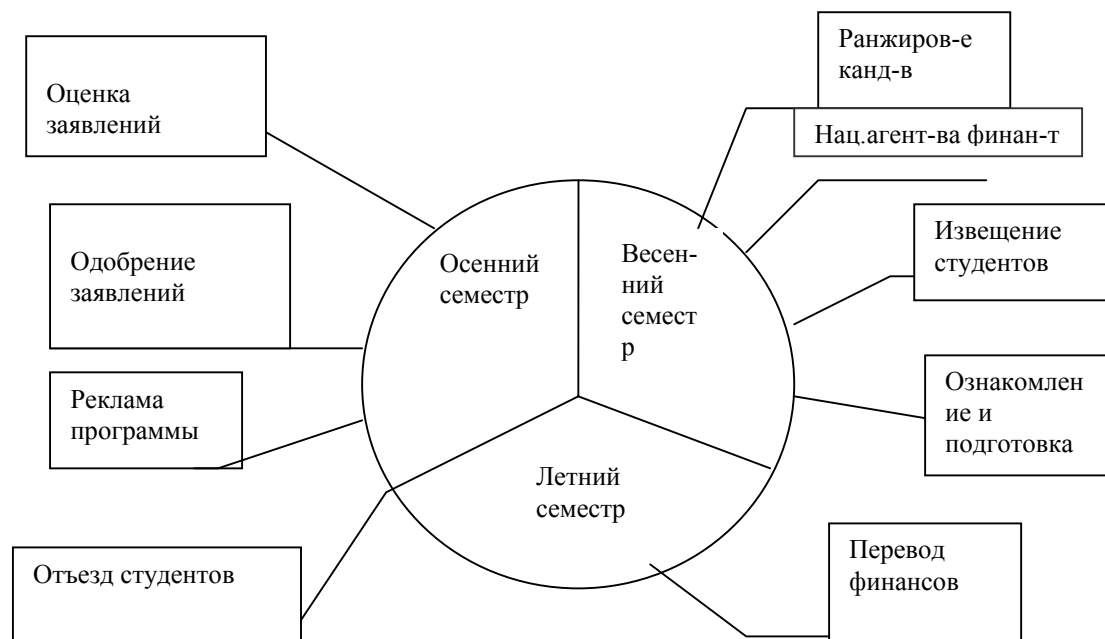 Оценка
заявлений
Ранжиров-е
канд-в
Нац.агент-ва финан-т
Одобрение
заявлений
Осенний
семестр
Весен-
ний
семест
р
Извещение
студентов
Реклама
программы
Ознакомлен
ие и
подготовка
Летний
семестр
Отъезд студентов
Перевод
финансов